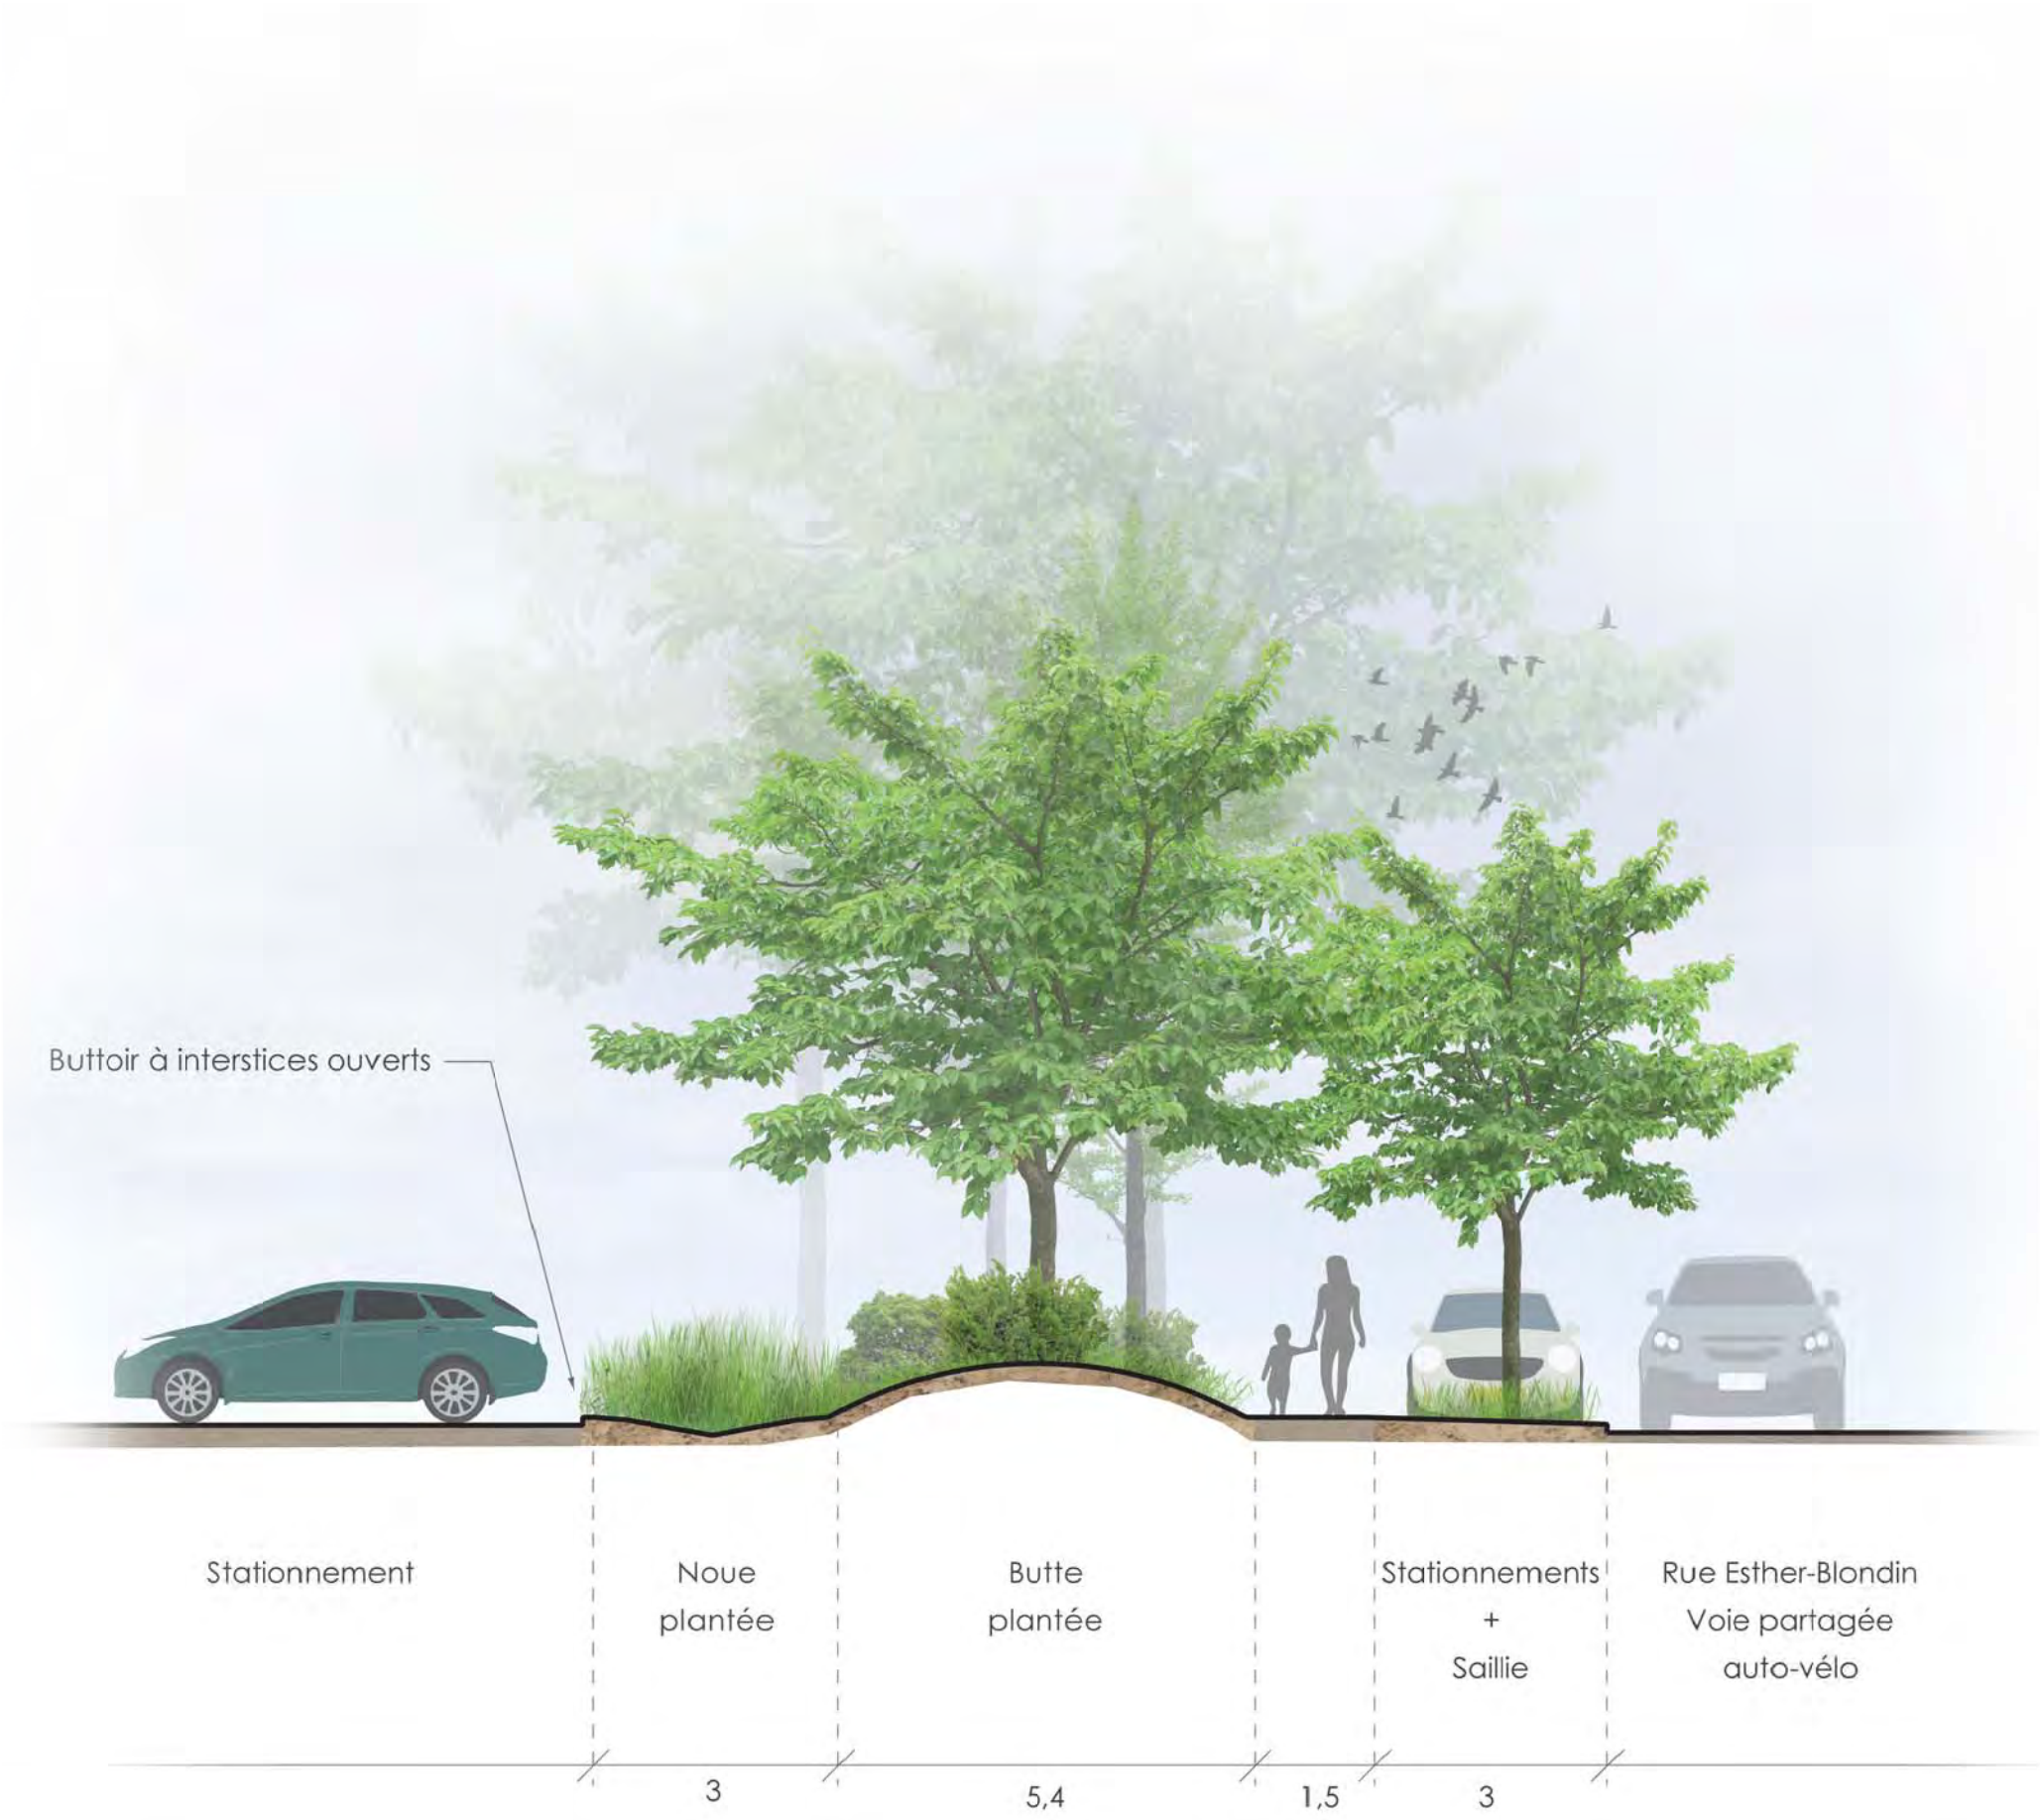 Buttoir à interstices ouverts
Stationnement
Noue
plantée
Butte
plantée
Stationnements
+
Saillie
Rue Esther-Blondin
Voie partagée
auto-vélo
3
5,4
1,5
3